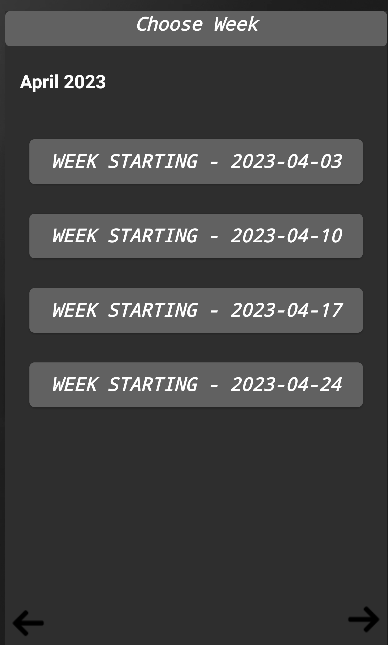 Choose Week
April 2023
WEEK STARTING - 2023-04-03
WEEK STARTING - 2023-04-10
WEEK STARTING - 2023-04-17
WEEK STARTING - 2023-04-24